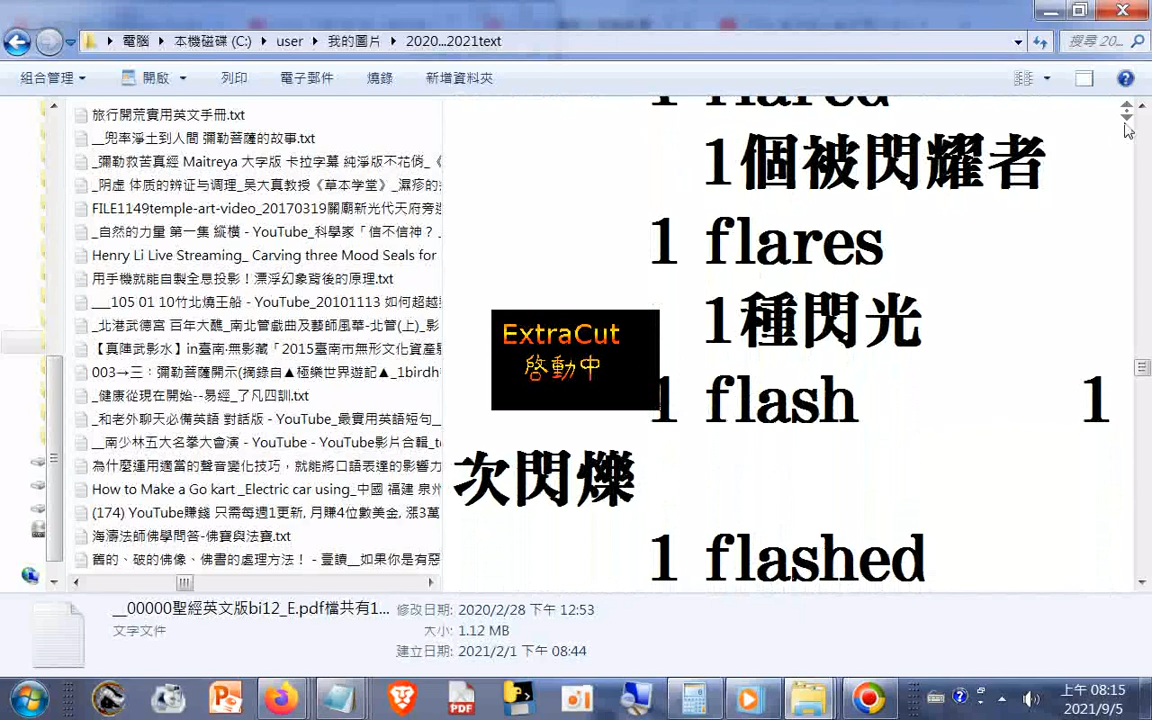 電腦 ▸ 本機磁碟 (C:) ▸ user ▸ 我的圖片 ▸ 2020...2021text
搜尋 20...
組合管理 開啟 列印 電子郵件 燒錄 新增資料夾
旅行開荒實用英文手冊.txt
__兜率淨土到人間 彌勒菩薩的故事.txt
_彌勒救苦真經 Maitreya 大字版 卡拉字幕 純淨版不花俏_《
_阴虚 体质的辨证与调理_吴大真教授《草本学堂》_濕疹的
FILE1149temple-art-video_20170319關廟新光代天府旁
_自然的力量 第一集 縱橫 - YouTube_科學家「信不信神？
Henry Li Live Streaming_ Carving three Mood Seals for
用手機就能自製全息投影！漂浮幻象背後的原理.txt
___105 01 10竹北燒王船 - YouTube_20101113 如何超越
_北港武德宮 百年大醮_南北管戲曲及藝師風華-北管(上)_影
【真陣武影水】in臺南·無影藏「2015臺南市無形文化資產
003→三：彌勒菩薩開示(摘錄自▲極樂世界遊記▲_1birdh
_健康從現在開始--易經_了凡四訓.txt
_和老外聊天必備英語 對話版 - YouTube_最實用英語短句_
__南少林五大名拳大會演 - YouTube - YouTube影片合輯_t
為什麼運用適當的聲音變化技巧，就能將口語表達的影響力
How to Make a Go kart _Electric car using_中國 福建 泉州
(174) YouTube賺錢 只需每週1更新, 月賺4位數美金, 漲3萬
海濤法師佛學問答-佛寶與法寶.txt
舊的、破的佛像、佛書的處理方法！ - 壹讀__如果你是有惡
1 flared
1個被閃耀者
1 flares
1種閃光
1 flash 1
次閃爍
1 flashed
ExtraCut
啓動中
__00000聖經英文版bi12_E.pdf檔共有1... 修改日期: 2020/2/28 下午 12:53
文字文件 大小: 1.12 MB
建立日期: 2021/2/1 下午 08:44
上午 08:15
2021/9/5